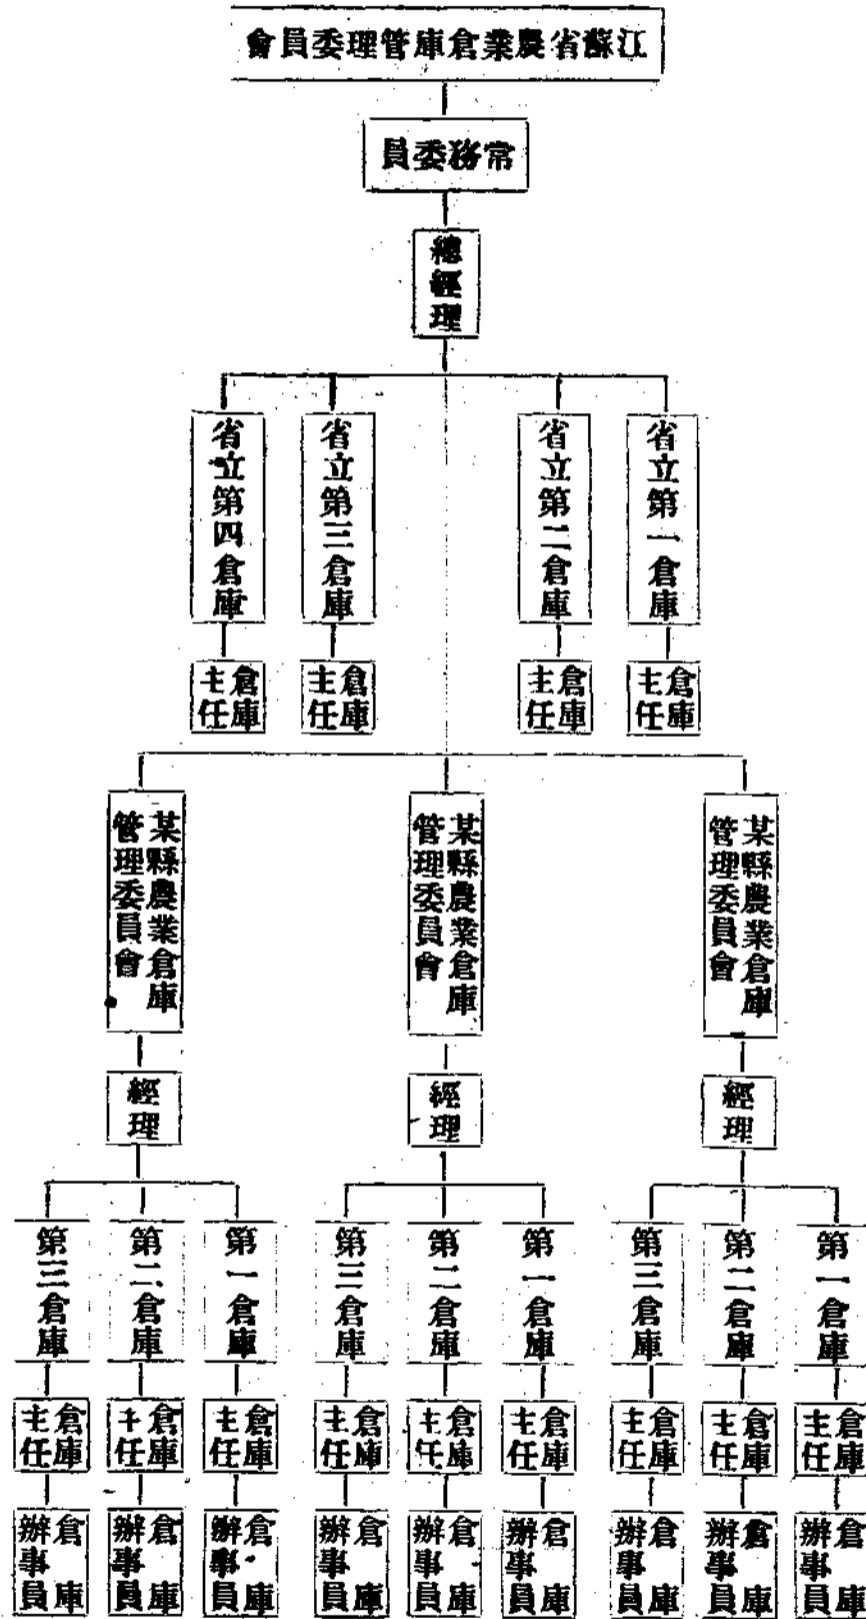 江蘇省農業倉庫管理委員會
常務委員
總經理
省立第一倉庫
省立第二倉庫
省立第三倉庫
省立第四倉庫
倉庫
主任
倉庫
主任
倉庫
主任
倉庫
主任
某縣農業倉庫
管理委員會
某縣農業倉庫
管理委員會
某縣農業倉庫
管理委員會
經理
經理
經理
第一倉庫
第二倉庫
第三倉庫
第一倉庫
第二倉庫
第三倉庫
第一倉庫
第二倉庫
第三倉庫
倉庫
主任
倉庫
主任
倉庫
主任
倉庫
主任
倉庫
主任
倉庫
主任
倉庫
主任
倉庫
主任
倉庫
主任
倉庫
辦事員
倉庫
辦事員
倉庫
辦事員
倉庫
辦事員
倉庫
辦事員
倉庫
辦事員
倉庫
辦事員
倉庫
辦事員
倉庫
辦事員